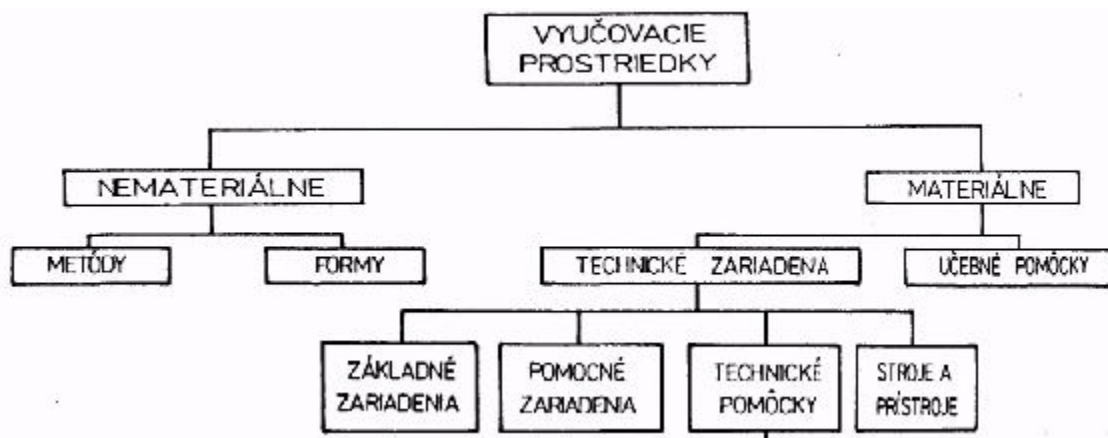 VYUČOVACIE
PROSTRIEDKY
NEMATERIÁLNE
MATERIÁLNE
METÓDY
FORMY
TECHNICKÉ ZARIADENA
UČEBNÉ POMÔCKY
ZÁKLADNÉ
ZARIADENIA
POMOCNÉ
ZARIADENIA
TECHNICKÉ
POMÔCKY
STROJE A
PRÍSTROJE